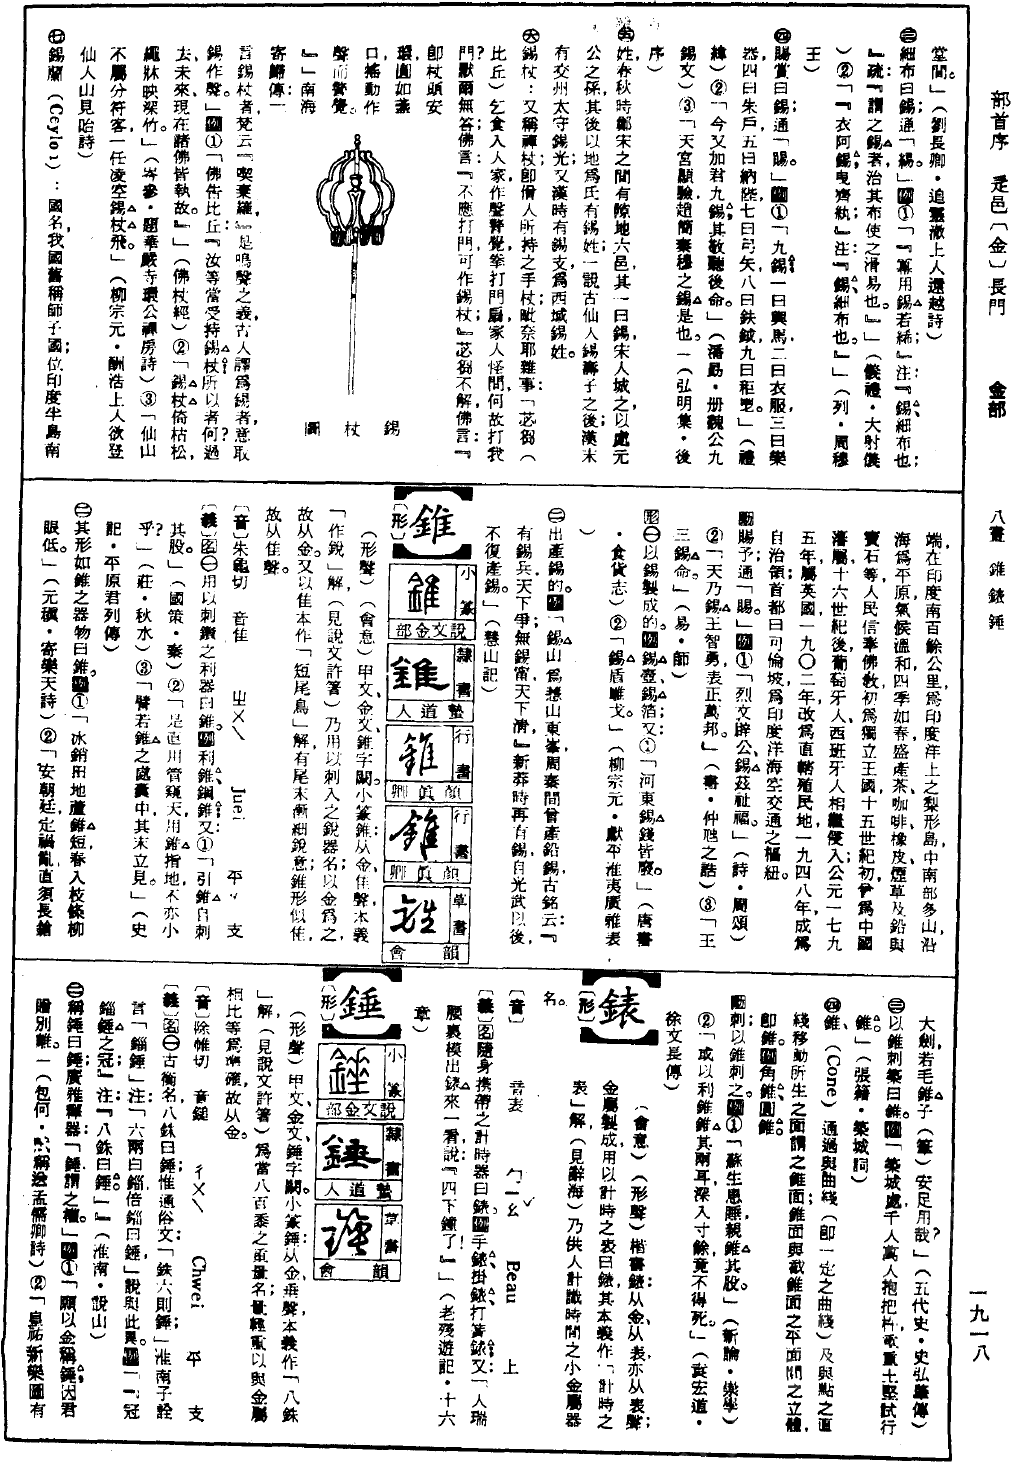 部首序 辵邑〔金〕長門 金部 八畫 錐 錶 錘 一九一八
堂間。」(劉長卿・追靈澈上人還越詩)
㊂細布曰錫;通「緆」。例①「冪用錫若絺。」注:「錫,細布也;
』疏:『謂之錫者,治其布使之滑易也。』」(儀禮・大射儀
)②「『衣阿錫,曳齊紈。』注:『錫,細布也。』」(列・周穆
王)
㊃賜賞曰錫;通「賜」。例①「九錫:一曰輿馬,二曰衣服,三曰樂
悉,四曰朱戶,五曰納陛,七曰弓矢,八曰鈇鉞,九曰秬鬯。」(禮
緯)②「今又加君九錫,其敬聽後命。」(潘勗・册魏公九
錫文)③「天宮顯驗,趙簡秦穆之錫是也。」(弘明集・後
序)
㊄姓。春秋時鄭宋之間有隙地六邑,其一曰錫,宋人城之以處元
公之孫,其後以地爲氏,有錫姓。一說古仙人錫壽子之後。漢末
有交州太守錫光;又漢時有錫支,爲西域錫姓。
㊅錫杖:又稱禪杖;卽僧人所持之手杖。毗奈耶雜事:「苾芻(
比丘)乞食入人家,作聲警覺,拳打門扇。家人怪問:何故打我
門?默爾無答。佛言:『不應打門,可作錫杖。』苾芻不解,佛言:『
卽杖頭安
環,圓如盞
口,搖動作
聲而警覺。
』」南海
寄歸傳:「
言錫杖者,梵云『喫棄羅』,是鳴聲之義。古人譯爲錫者,意取
錫作聲。」例①「佛告比丘:『汝等當受持錫杖。所以者何?過
去、未來、現在諸佛皆執故。』」(佛杖經)②「錫杖倚枯松,
繩牀映深竹。」(岑參・題華嚴寺瓌公禪房詩)③「仙山
不屬分符客,一任凌空錫杖飛。」(柳宗元・酬浩上人欲登
仙人山見貽詩)
㊆錫蘭(Ceylon):國名,我國舊稱師子國;位印度半島南
錫杖圖
端,在印度南百餘公里,爲印度洋上之梨形島。中南部多山,沿
海爲平原。氣候溫和,四季如春,盛產茶、咖啡、橡皮、煙草及鉛與
寶石等。人民信奉佛教。初爲獨立王國,十五世紀初曾爲中國
藩屬,十六世紀後葡萄牙人、西班牙人相繼侵入,公元一七九
五年屬英國,一九〇二年改爲直轄殖民地。一九四八年成爲
自治領。首都曰可倫坡,爲印度洋海空交通之樞紐。
動賜予;通「賜」。例①「烈文辟公,錫茲祉福。」(詩・周頌)
②「天乃錫王智勇,表正萬邦。」(書・仲虺之誥)③「王
三錫命。」(易・師)
形㊀以錫製成的。例錫壺、錫箔。又:①「河東錫錢皆廢。」(唐書
・食貨志)②「錫盾雕戈。」(柳宗元・獻平淮夷雅表
)
㊁出產錫的。例「錫山爲惠山東峯,周秦間曾產鉛錫。古銘云:『
有錫兵,天下爭;無錫甯,天下清。』新莽時再有錫,自光武以後,
不復產錫。」(慧山記)
【錐】〔形〕
小篆 說文金部
隸書 蟄道人
行書 顏眞卿
行書 顏眞卿
草書 韻會
(形聲)(會意)甲文、金文錐字闕。小篆錐:从金,隹聲,本義
「作銳」解(見說文許箸)乃用以刺入之銳器名;以金爲之
故从金。又以隹本作「短尾鳥」解,有尾末漸細銳意,錐形似隹,
故从隹聲。
〔音〕朱龜切 音隹 ㄓㄨㄟ Juei 平 支
〔義〕名㊀用以刺鑽之利器曰錐。例利錐、鋼錐。又:①「引錐自刺
其股。」(國策・秦)②「是直用管窺天,用錐指地,不亦小
乎?」(莊・秋水)③「譬若錐之處囊中,其末立見。」(史
記・平原君列傳)
㊁其形如錐之器物曰錐。例①「冰銷田地蘆錐短,春入枝條柳
眼低。」(元稹・寄樂天詩)②「安朝廷,定禍亂,直須長鎗
大劍,若毛錐子(筆)安足用哉?」(五代史・史弘肇傳)
㊂以錐刺築曰錐。例「築城處,千人萬人抱把杵,重重土堅試行
錐。」(張籍・築城詞)
㊃錐(Cone)通過與曲綫(卽一定之曲綫)及與點之直
綫移動所生之面,謂之錐面;錐面與截錐面之平面間之立體,
卽錐。例角錐、圓錐。
動刺;以錐刺之。例①「蘇生患睡,親錐其股。」(新論・崇學)
②「或以利錐錐其兩耳,深入寸餘,竟不得死。」(袁宏道・
徐文長傳)
【錶】〔形〕
(會意)(形聲)楷書錶:从金、从表,亦从表聲;
金屬製成用以計時之表曰錶,其本義作「計時之
表」解(見辭海)乃供人計識時間之小金屬器
名。
〔音〕音表 ㄅㄧㄠˇ Beau 上
〔義〕名隨身携帶之計時器曰錶。例手錶、掛錶、打簧錶。又:「人瑞
腰裏摸出錶來一看,說:『四下鐘了!』」(老殘遊記・十六
章)
【錘】〔形〕
小篆 說文金部
隸書 蟄道人
草書 韻會
(形聲)甲文、金文錘字闕。小篆錘:从金,垂聲,本義作「八銖
」解(見說文許箸)爲當八百黍之重量名;量輕重以與金屬
相比等爲準確,故从金。
〔音〕除帷切 音鎚 ㄔㄨㄟ Chwei 平 支
〔義〕名㊀古衡名,八銖曰錘;惟通俗文:「銖六則錘」;淮南子詮
言「錙錘」注:「六兩曰錙,倍錙曰錘」說與此異。例「『冠
錙錘之冠。』注:『八銖曰錘。』」(淮南・說山)
㊁稱錘曰錘。廣雅釋器:「錘謂之權。」例①「願以金稱錘,因君
贈別離。」(包何・賦稱送孟儒卿詩)②「皇祐新樂圖有